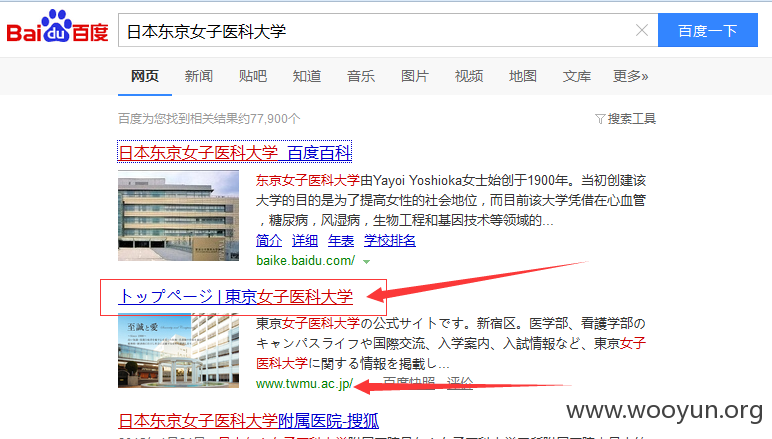 Bai du 百度 日本东京女子医科大学 百度一下
网页 新闻 贴吧 知道 音乐 图片 视频 地图 文库 更多»
百度为您找到相关结果约77,900个 搜索工具
日本东京女子医科大学_百度百科
东京女子医科大学由Yayoi Yoshioka女士始创于1900年。当初创建该
大学的目的是为了提高女性的社会地位，而目前该大学凭借在心血管
，糖尿病，风湿病，生物工程和基因技术等领域的...
简介 详细 年表 学校排名
baike.baidu.com/
トップページ | 東京女子医科大学
至誠と愛
東京女子医科大学の公式サイトです。新宿区。医学部、看護学部の
キャンパスライフや国際交流、入学案内、入試情報など、東京女子
医科大学に関する情報を掲載し...
www.twmu.ac.jp/ 百度快照 评价
日本东京女子医科大学附属医院-搜狐
www.wooyun.org